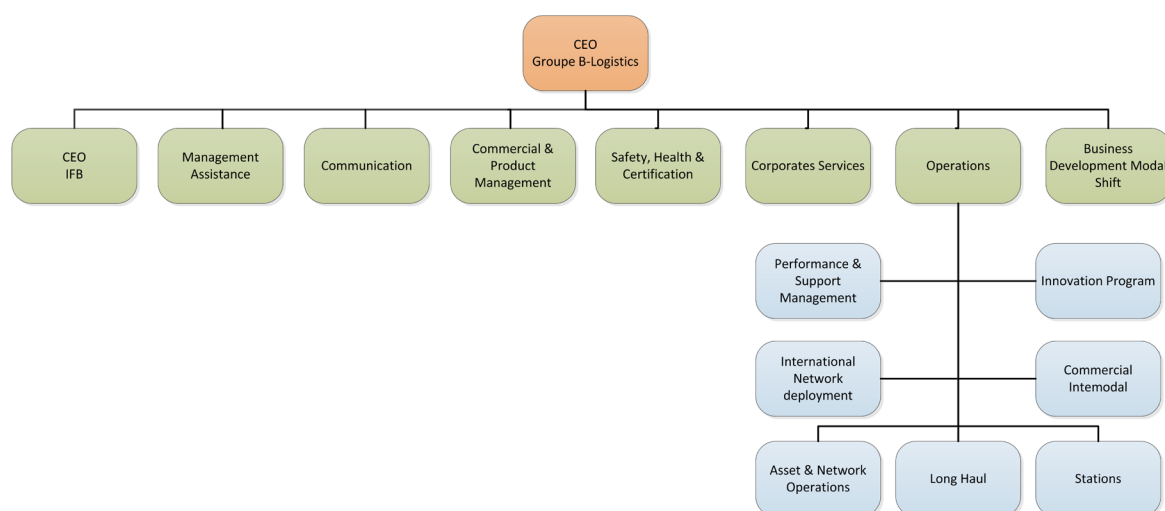 CEO
Groupe B-Logistics
CEO
IFB
Management
Assistance
Communication
Commercial &
Product
Management
Safety, Health &
Certification
Corporates Services
Operations
Business
Development Modal
Shift
Performance &
Support
Management
Innovation Program
International
Network
deployment
Commercial
Intemodal
Asset & Network
Operations
Long Haul
Stations